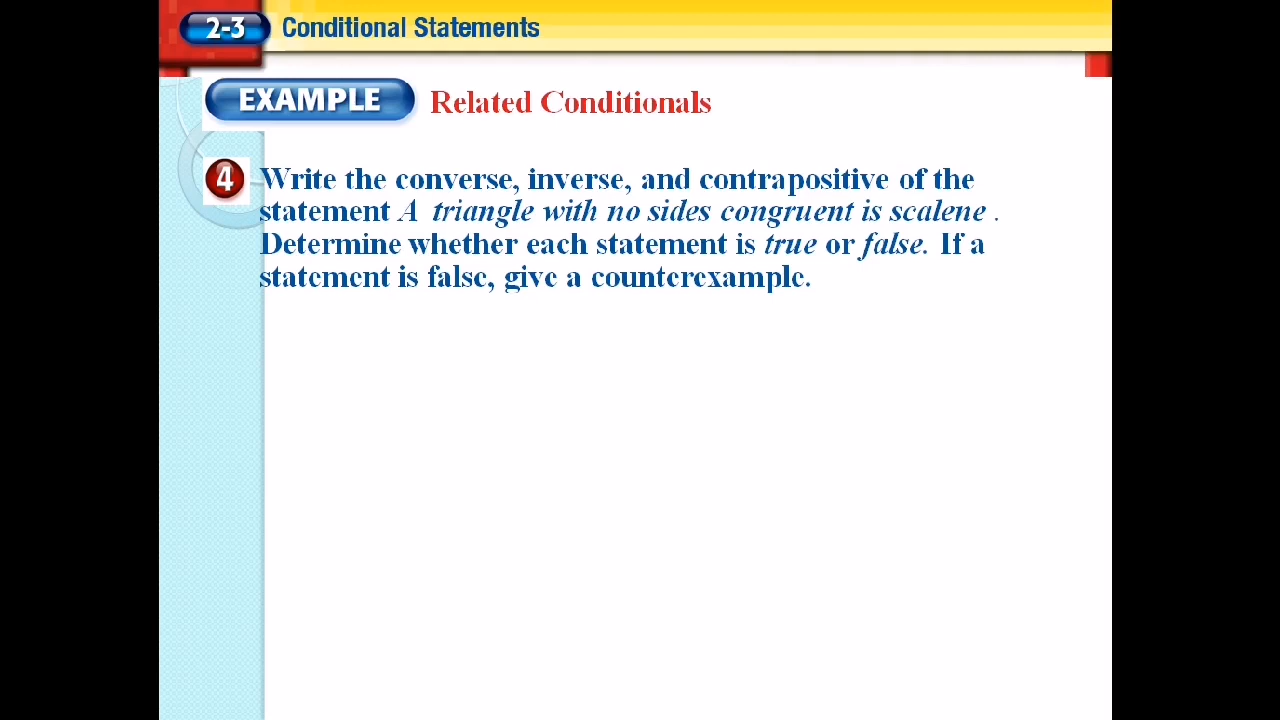 2-3 Conditional Statements
EXAMPLE Related Conditionals
4 Write the converse, inverse, and contrapositive of the
statement A triangle with no sides congruent is scalene .
Determine whether each statement is true or false. If a
statement is false, give a counterexample.